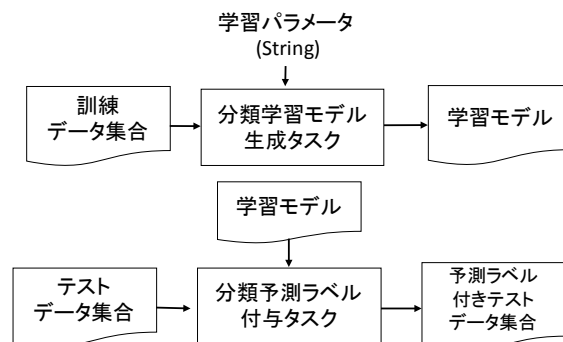 学習パラメータ
(String)
訓練
データ集合
分類学習モデル
生成タスク
学習モデル
学習モデル
テスト
データ集合
分類予測ラベル
付与タスク
予測ラベル
付きテスト
データ集合